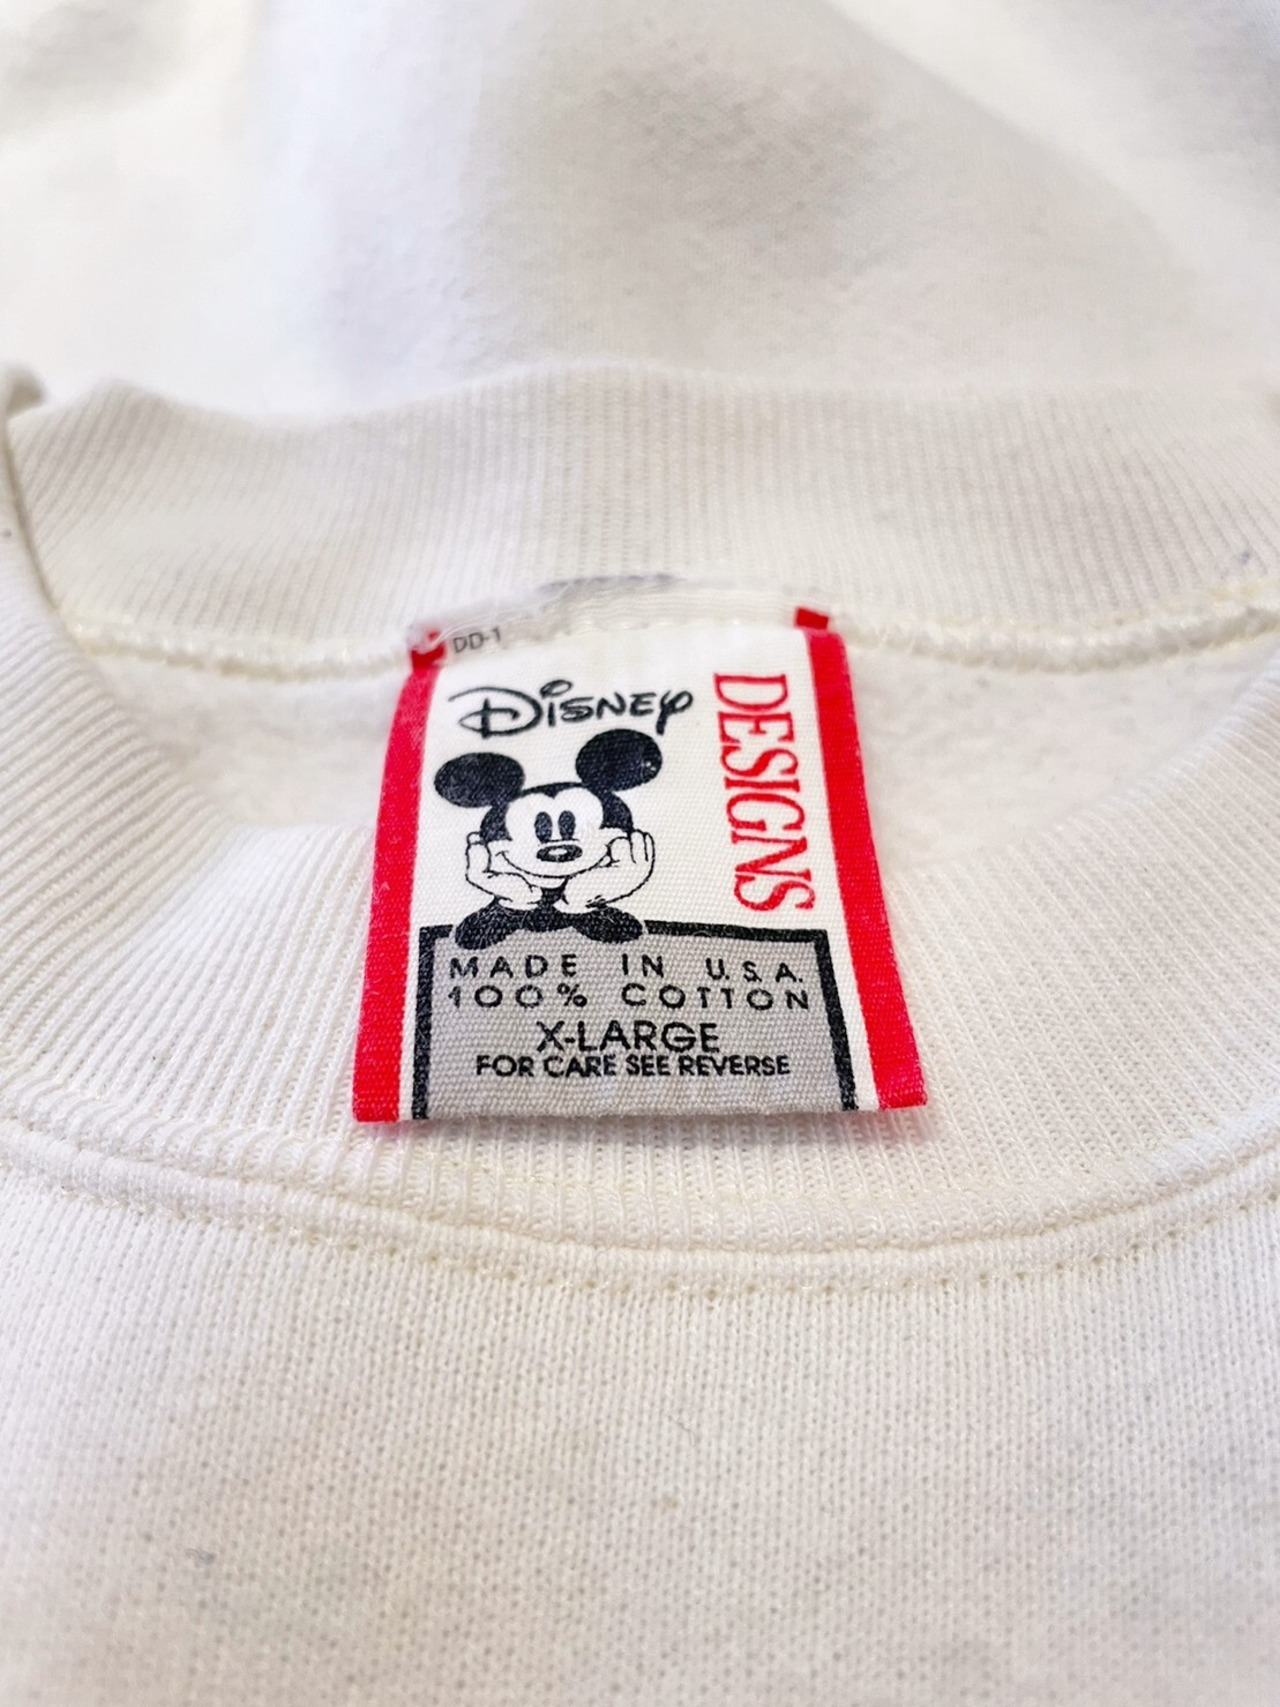 DD-1
Disney
DESIGNS
MADE IN U.S.A.
100% COTTON
X-LARGE
FOR CARE SEE REVERSE